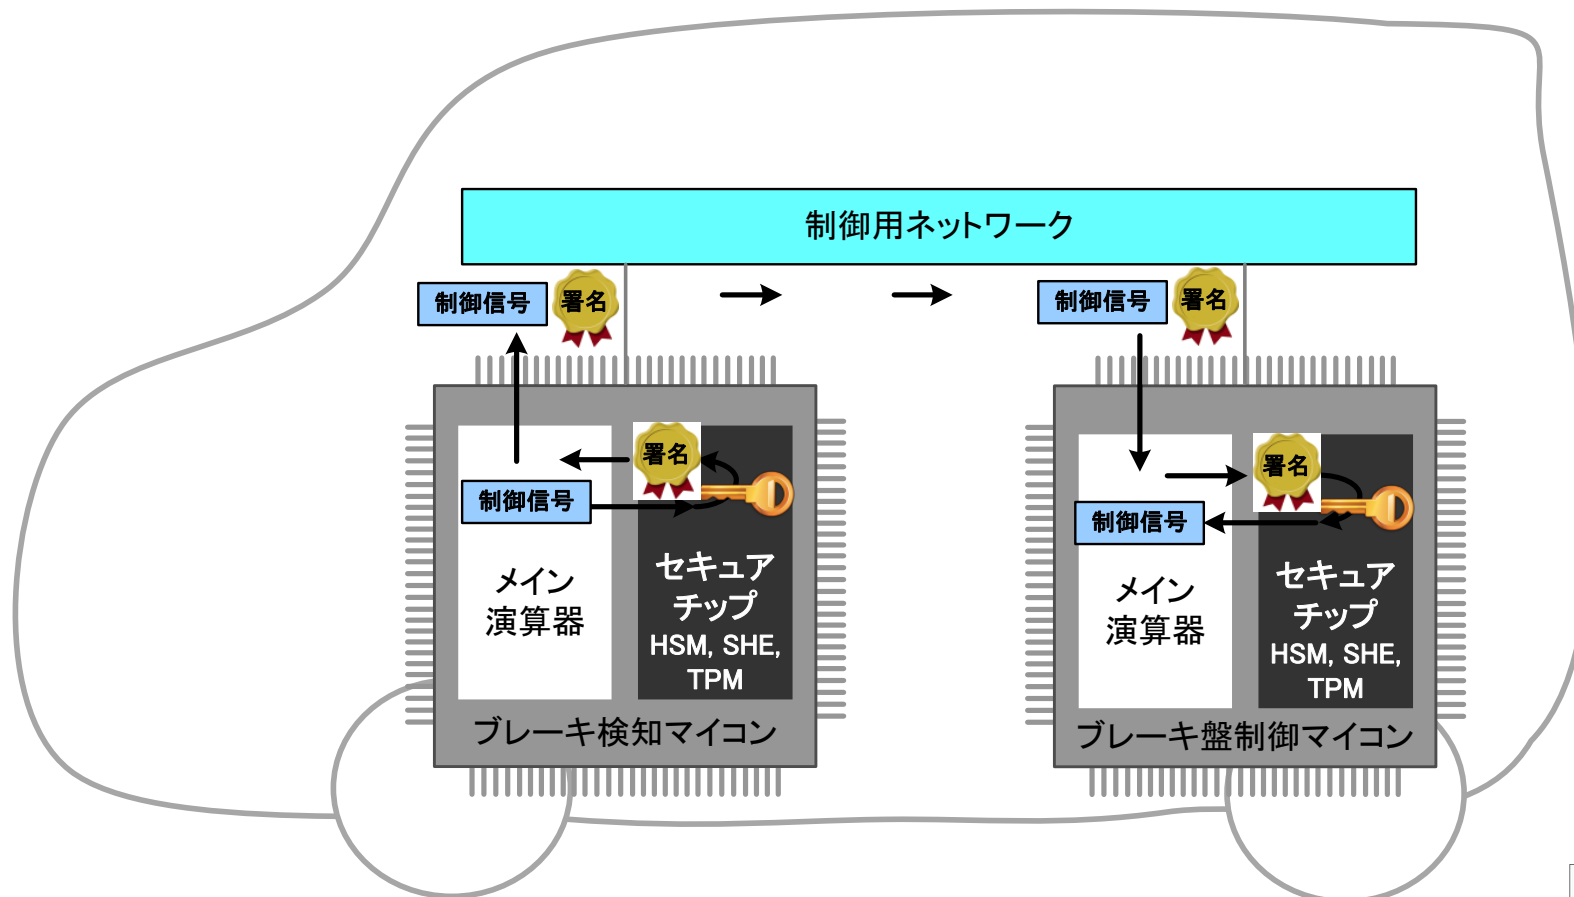 制御用ネットワーク
制御信号
署名
制御信号
署名
署名
制御信号
メイン
演算器
セキュア
チップ
HSM, SHE,
TPM
ブレーキ検知マイコン
署名
制御信号
メイン
演算器
セキュア
チップ
HSM, SHE,
TPM
ブレーキ盤制御マイコン